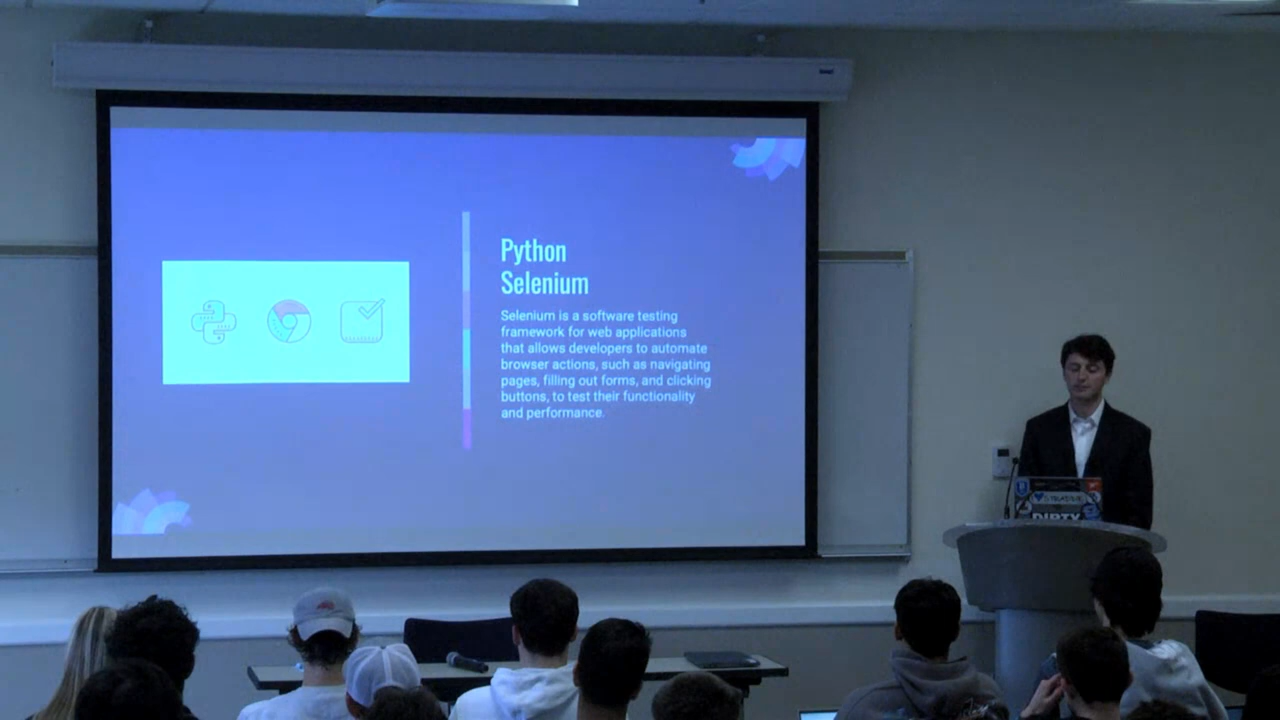 Python
Selenium
Selenium is a software testing
framework for web applications
that allows developers to automate
browser actions, such as navigating
pages, filling out forms, and clicking
buttons, to test their functionality
and performance.
DIRTY